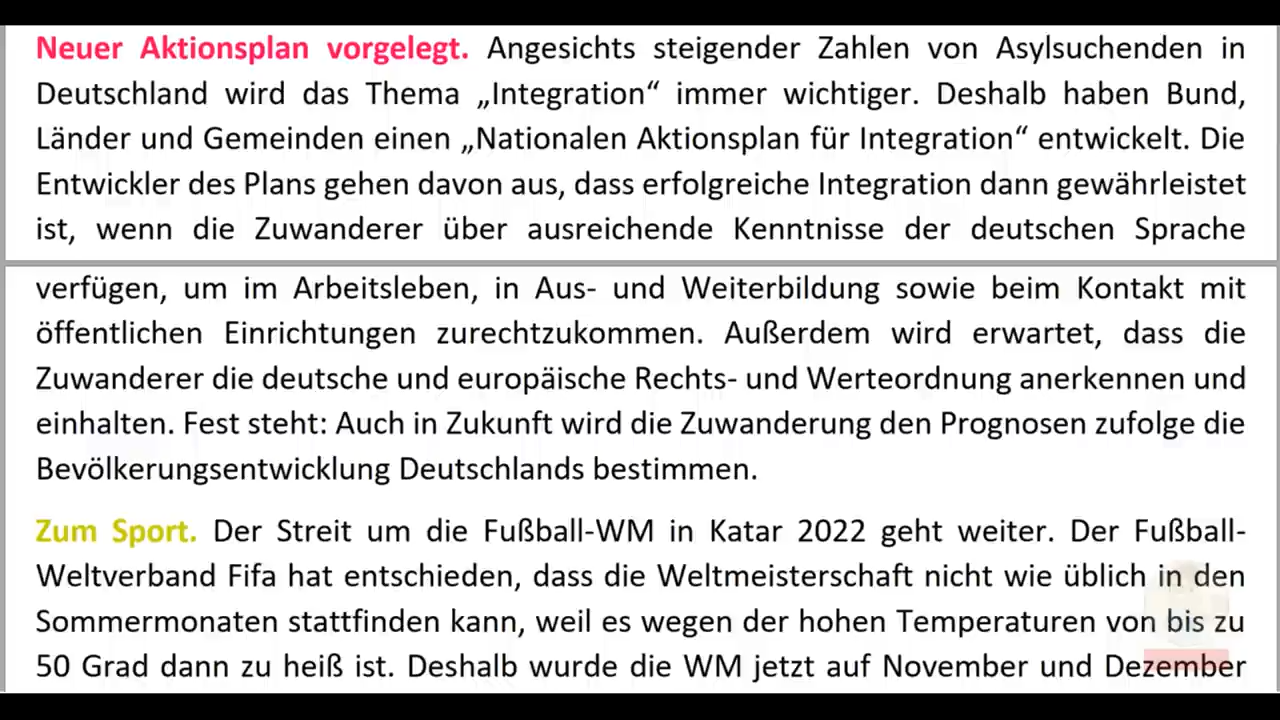 Neuer Aktionsplan vorgelegt. Angesichts steigender Zahlen von Asylsuchenden in
Deutschland wird das Thema „Integration“ immer wichtiger. Deshalb haben Bund,
Länder und Gemeinden einen „Nationalen Aktionsplan für Integration“ entwickelt. Die
Entwickler des Plans gehen davon aus, dass erfolgreiche Integration dann gewährleistet
ist, wenn die Zuwanderer über ausreichende Kenntnisse der deutschen Sprache
verfügen, um im Arbeitsleben, in Aus- und Weiterbildung sowie beim Kontakt mit
öffentlichen Einrichtungen zurechtzukommen. Außerdem wird erwartet, dass die
Zuwanderer die deutsche und europäische Rechts- und Werteordnung anerkennen und
einhalten. Fest steht: Auch in Zukunft wird die Zuwanderung den Prognosen zufolge die
Bevölkerungsentwicklung Deutschlands bestimmen.
Zum Sport. Der Streit um die Fußball-WM in Katar 2022 geht weiter. Der Fußball-
Weltverband Fifa hat entschieden, dass die Weltmeisterschaft nicht wie üblich in den
Sommermonaten stattfinden kann, weil es wegen der hohen Temperaturen von bis zu
50 Grad dann zu heiß ist. Deshalb wurde die WM jetzt auf November und Dezember